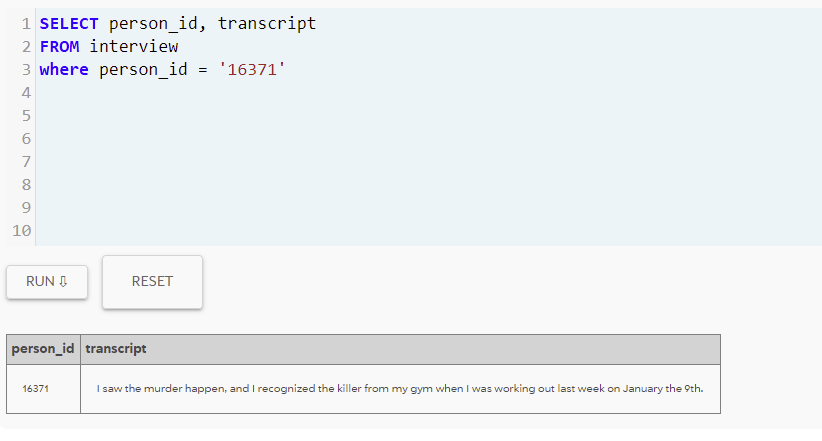 1 SELECT person_id, transcript
2 FROM interview
3 where person_id = '16371'
4
5
6
7
8
9
10
RUN ⇩ RESET
person_id transcript
16371 I saw the murder happen, and I recognized the killer from my gym when I was working out last week on January the 9th.